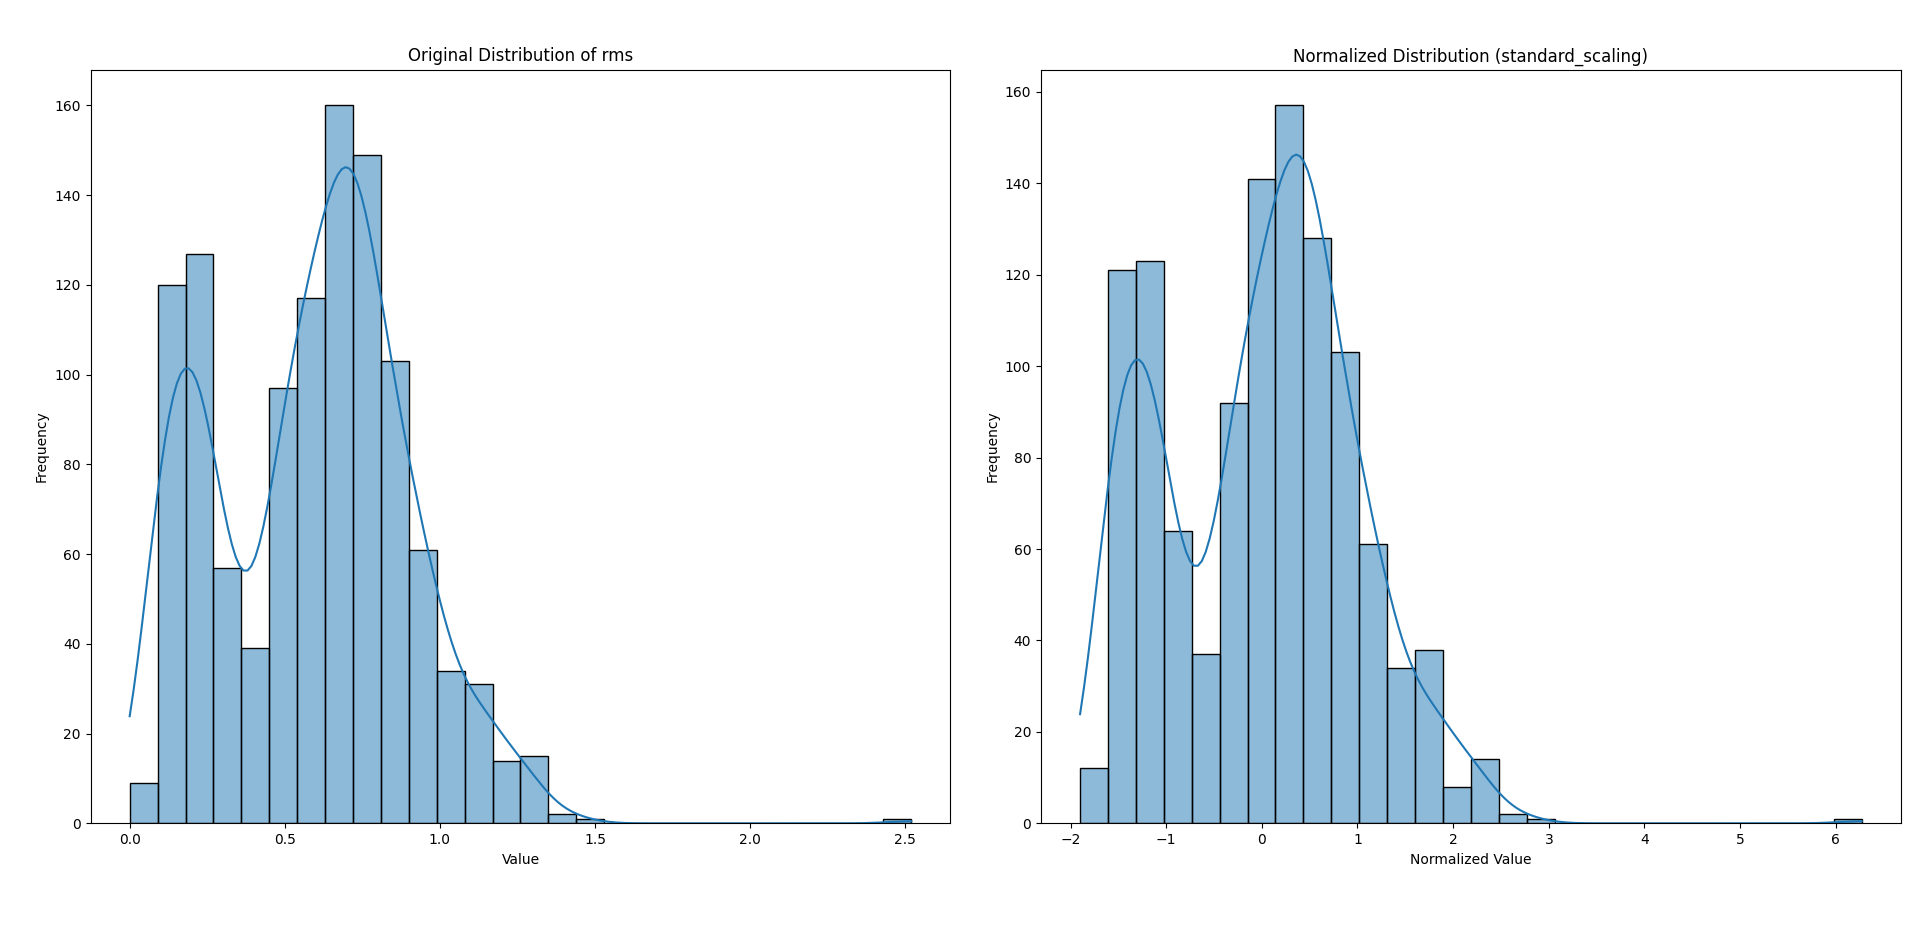 Original Distribution of rms
160
140
120
100
80
60
40
20
0
Frequency
0.0 0.5 1.0 1.5 2.0 2.5
Value
Normalized Distribution (standard_scaling)
160
140
120
100
80
60
40
20
0
Frequency
−2 −1 0 1 2 3 4 5 6
Normalized Value